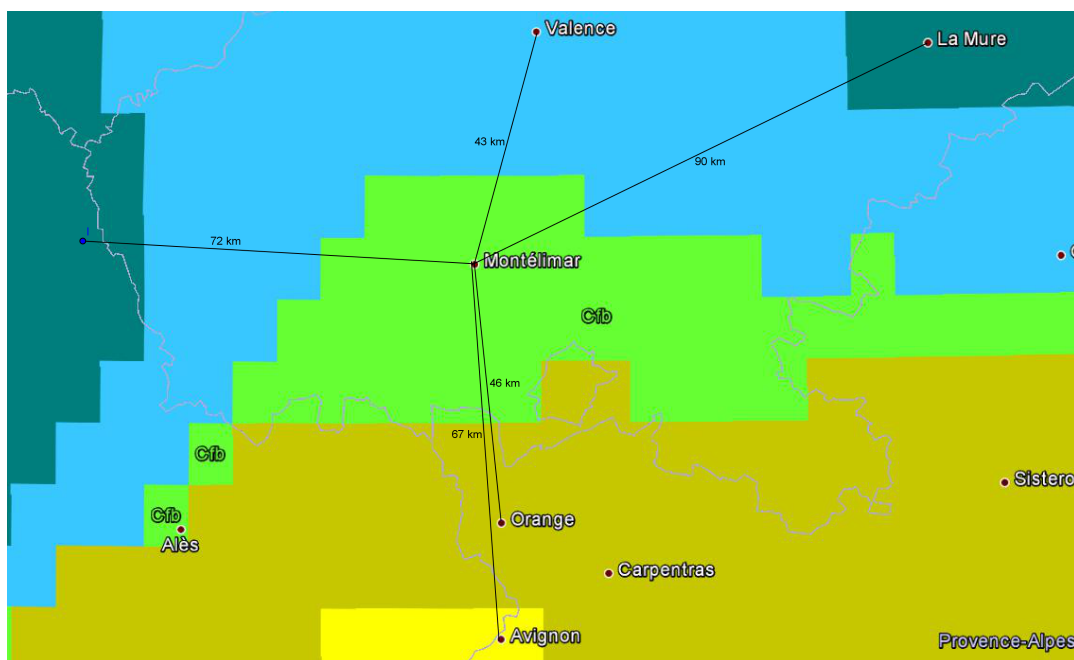 Valence
La Mure
43 km
90 km
I
72 km
Montélimar
Cfb
46 km
67 km
Cfb
Sistero
Cfb
Orange
Alès
Carpentras
Avignon
Provence-Alpes